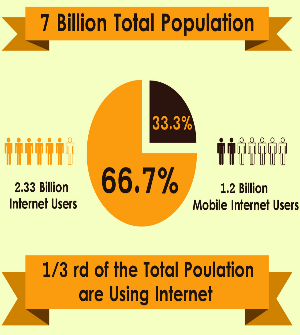 7 Billion Total Population
33.3%
66.7%
2.33 Billion
Internet Users
1.2 Billion
Mobile Internet Users
1/3 rd of the Total Poulation
are Using Internet